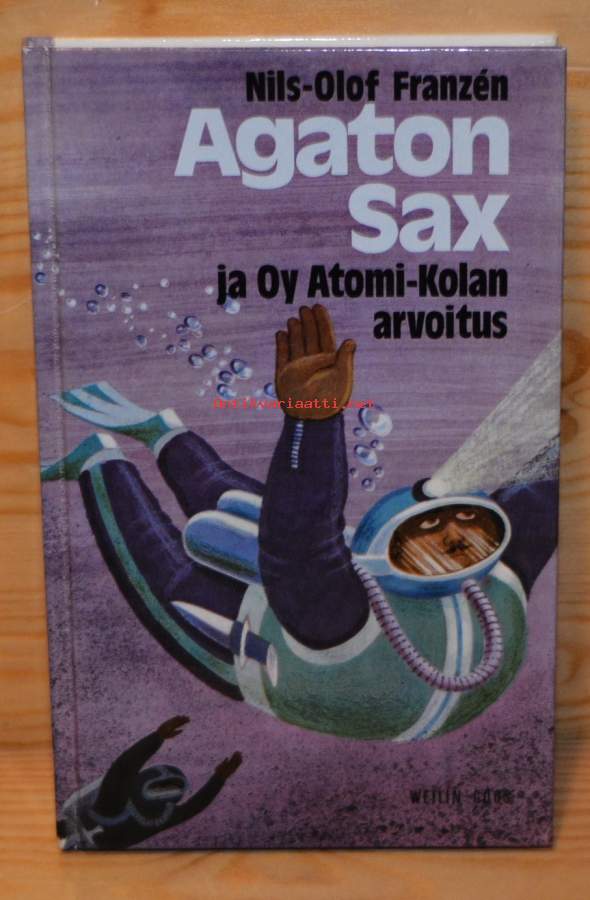 Nils-Olof Franzén
Agaton
Sax
ja Oy Atomi-Kolan
arvoitus
Antikvariaatti.net
WEILIN GÖÖS